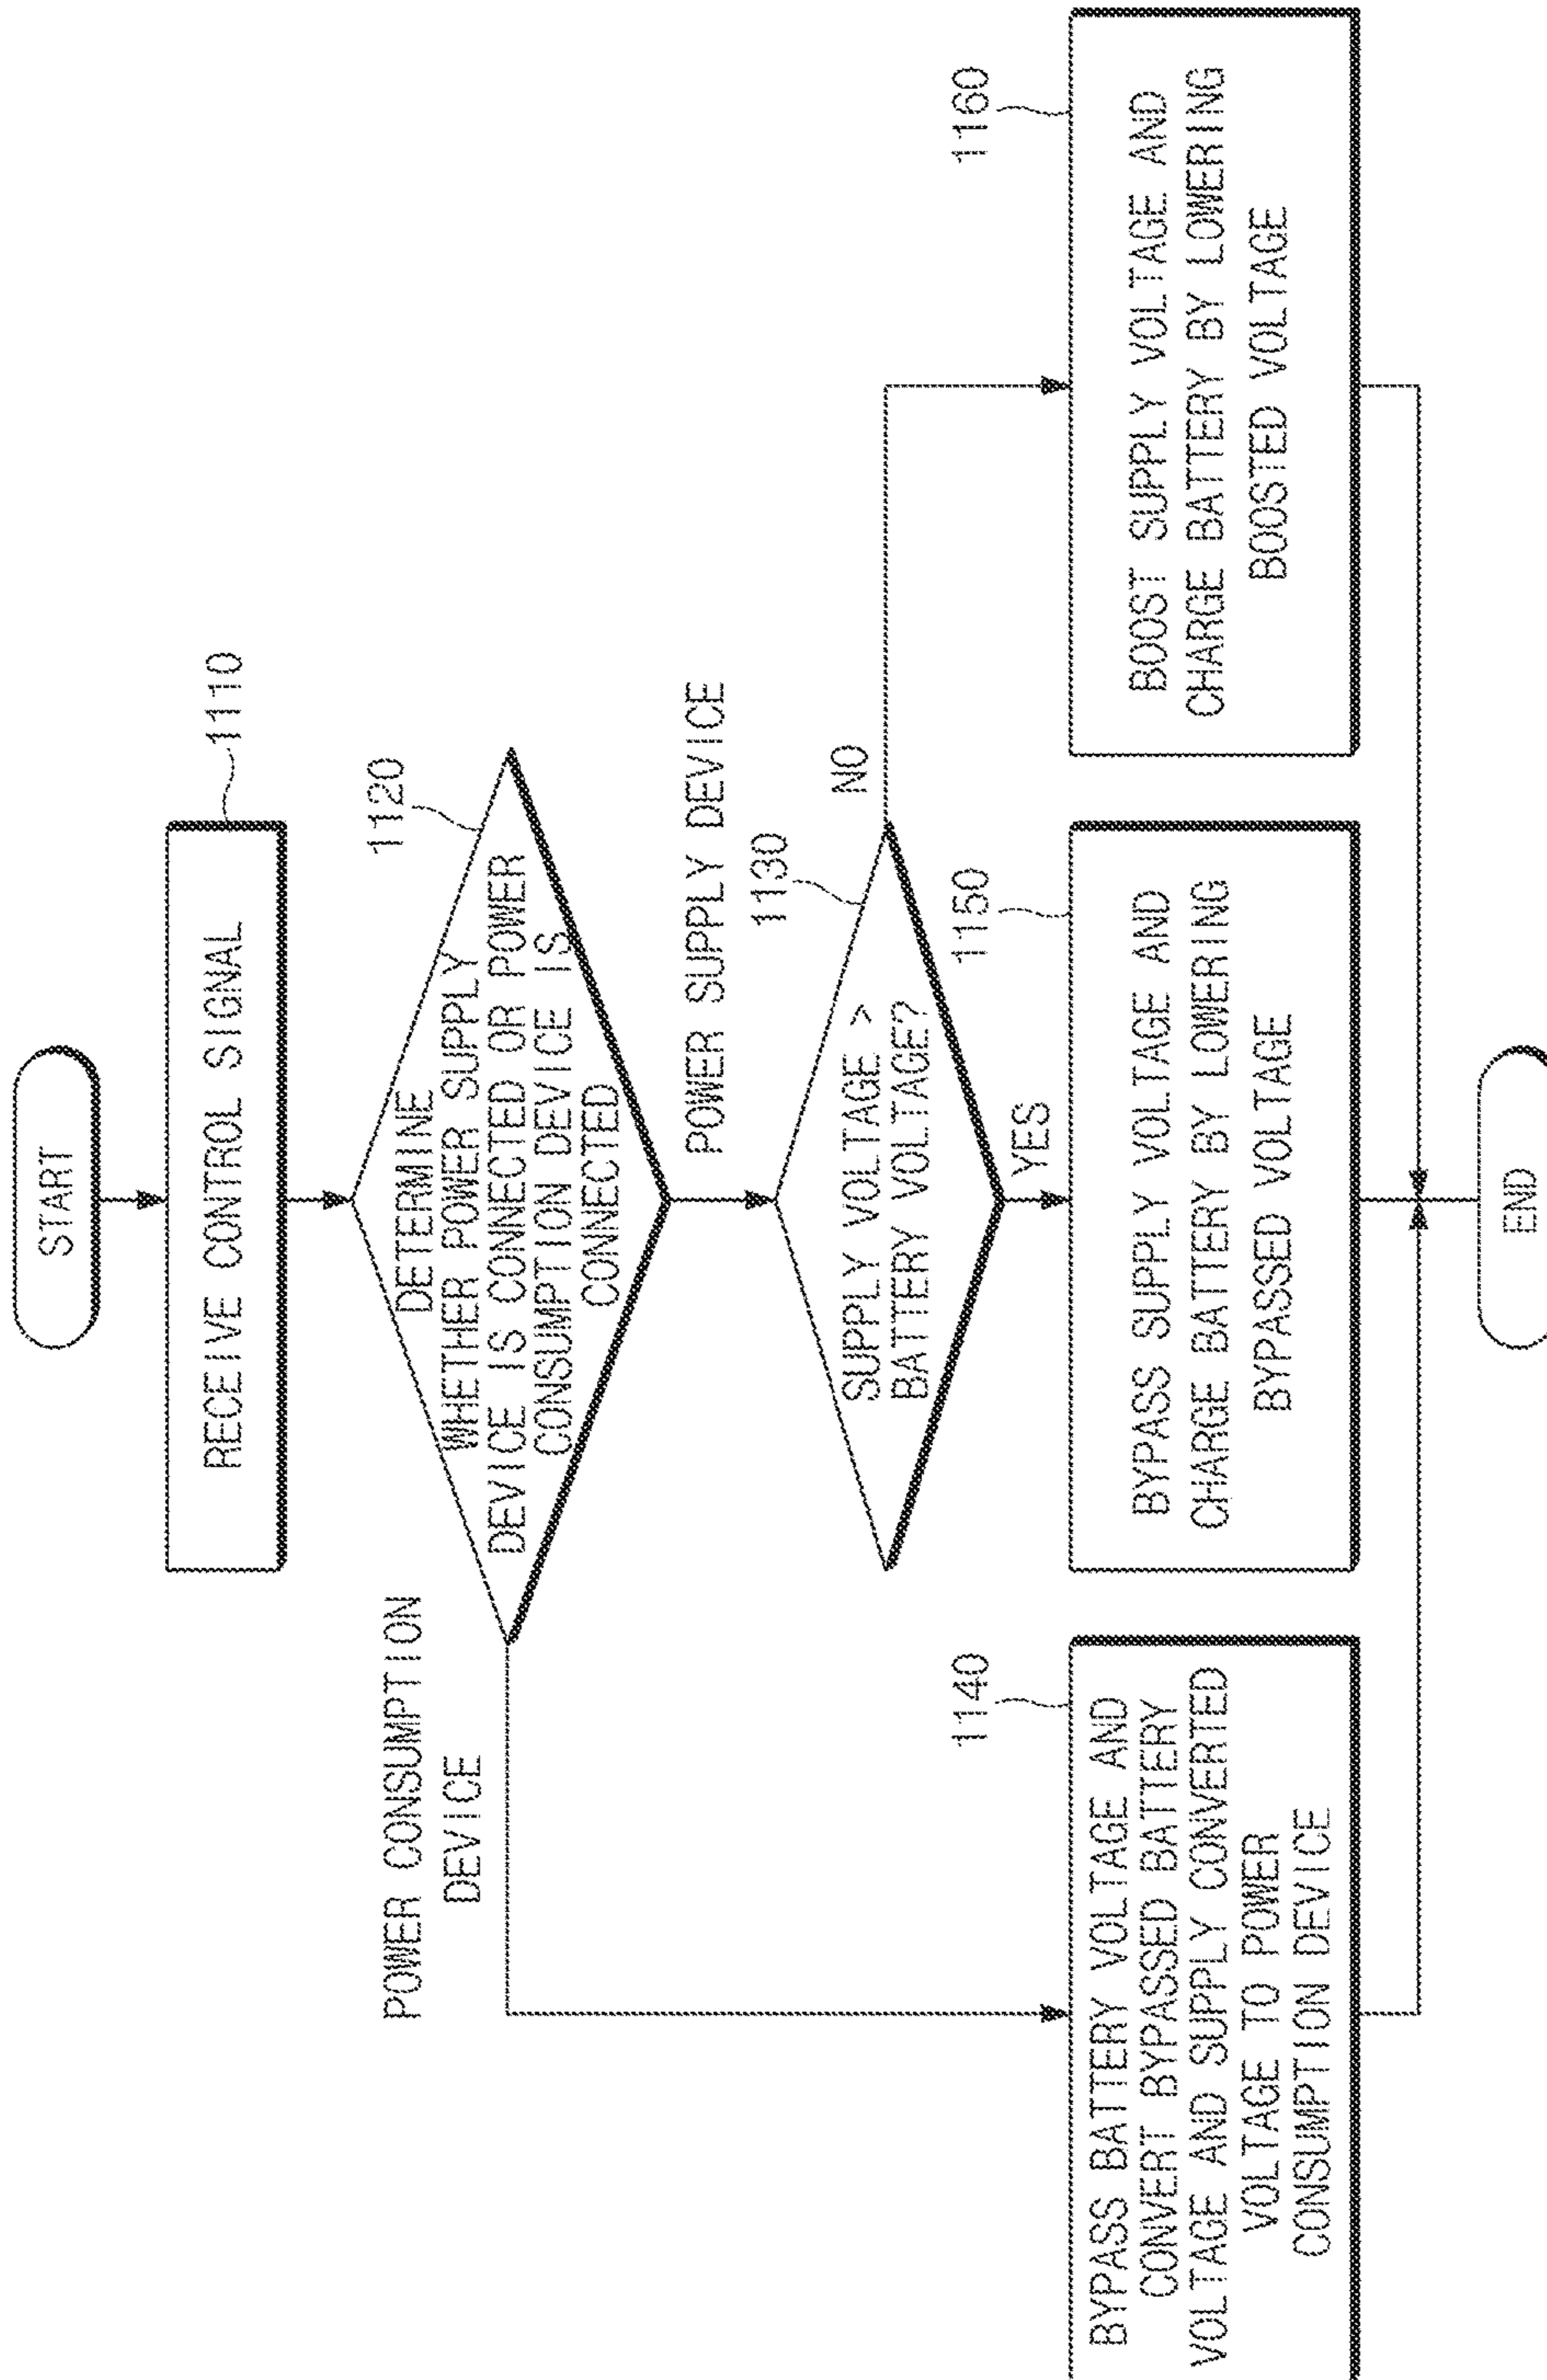 START
RECEIVE CONTROL SIGNAL
1110
DETERMINE
WHETHER POWER SUPPLY
DEVICE IS CONNECTED OR POWER
CONSUMPTION DEVICE IS
CONNECTED
1120
POWER CONSUMPTION
DEVICE
POWER SUPPLY DEVICE
SUPPLY VOLTAGE >
BATTERY VOLTAGE?
1130
NO
YES
1140
BYPASS BATTERY VOLTAGE AND
CONVERT BYPASSED BATTERY
VOLTAGE AND SUPPLY CONVERTED
VOLTAGE TO POWER
CONSUMPTION DEVICE
1150
BYPASS SUPPLY VOLTAGE AND
CHARGE BATTERY BY LOWERING
BYPASSED VOLTAGE
1160
BOOST SUPPLY VOLTAGE AND
CHARGE BATTERY BY LOWERING
BOOSTED VOLTAGE
END